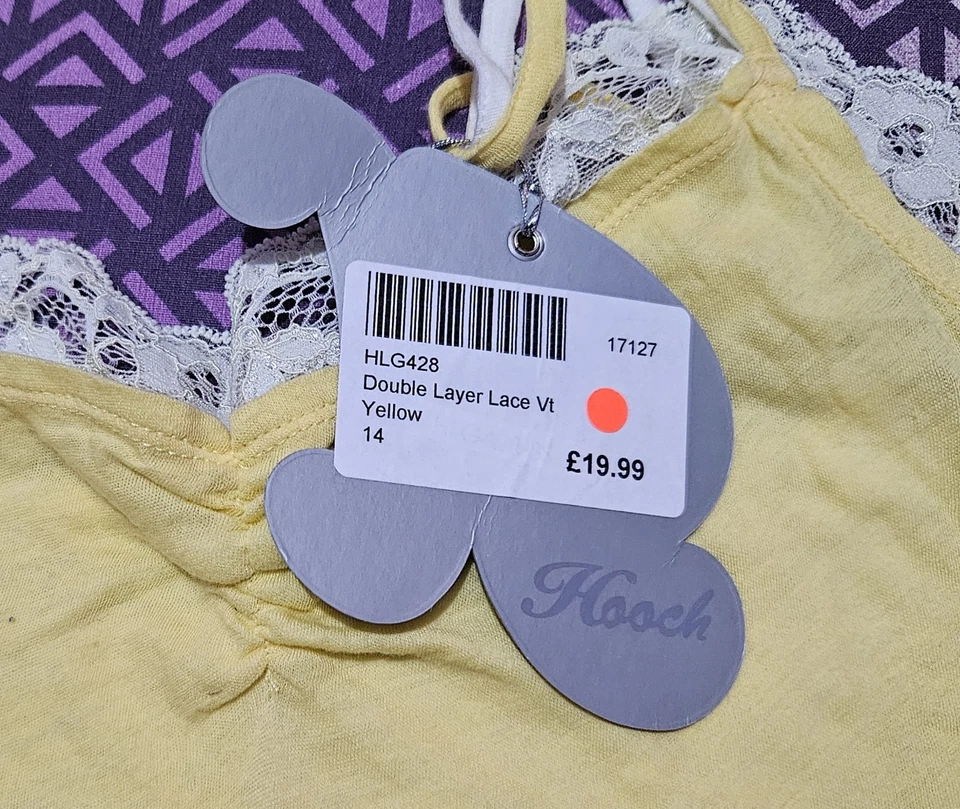 17127
HLG428
Double Layer Lace Vt
Yellow
14
£19.99
Hooch